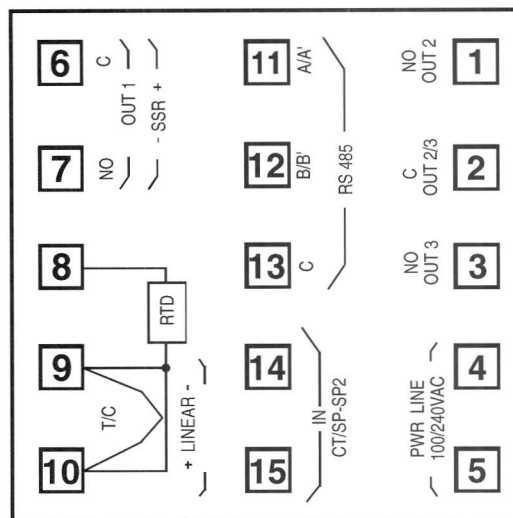 6
C
7
NO
OUT 1
- SSR +
8
RTD
9
10
T/C
+ LINEAR -
11
A/A'
12
B/B'
13
C
RS 485
14
15
IN
CT/SP-SP2
NO
OUT 2
1
C
OUT 2/3
2
NO
OUT 3
3
PWR LINE
100/240VAC
4
5